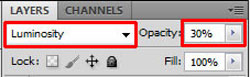 LAYERS CHANNELS
Luminosity Opacity: 30%
Lock: Fill: 100%